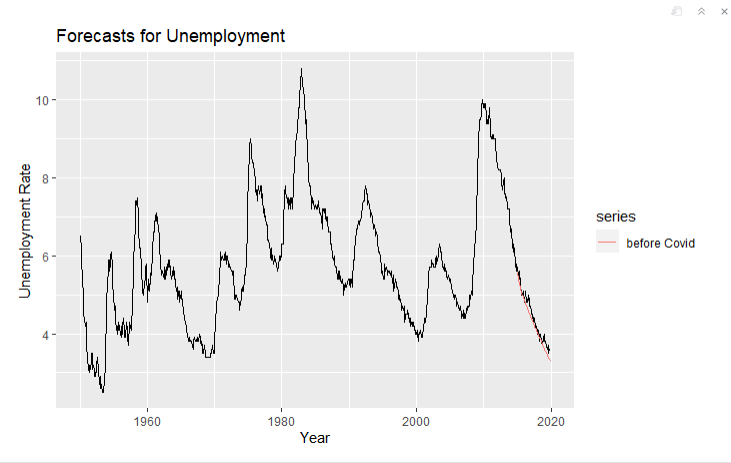 Forecasts for Unemployment
10
8
6
4
Unemployment Rate
1960
1980
2000
2020
Year
series
before Covid